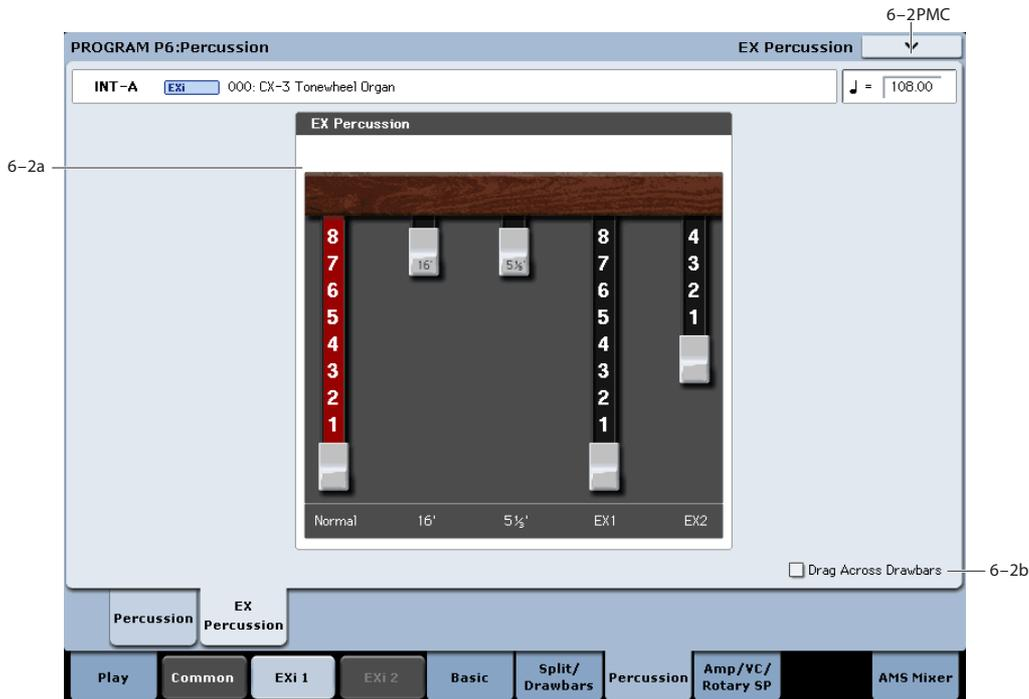 6–2PMC
PROGRAM P6:Percussion
EX Percussion
INT-A EXi 000: CX-3 Tonewheel Organ
♩ = 108.00
EX Percussion
6–2a
8 8 4
7 16' 5⅓' 7 3
6 6 2
5 5 1
4 4
3 3
2 2
1 1
Normal 16' 5⅓' EX1 EX2
Drag Across Drawbars
6–2b
Percussion
EX Percussion
Play Common EXi 1 EXi 2 Basic Split/Drawbars Percussion Amp/VC/Rotary SP AMS Mixer